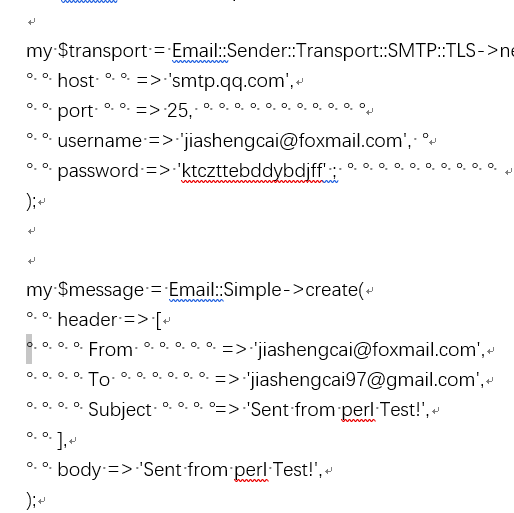 my $transport = Email::Sender::Transport::SMTP::TLS->ne
host => 'smtp.qq.com',
port => 25,
username => 'jiashengcai@foxmail.com',
password => 'ktczttebddybdjff' ;
);
my $message = Email::Simple->create(
header => [
From => 'jiashengcai@foxmail.com',
To => 'jiashengcai97@gmail.com',
Subject => 'Sent from perl Test!',
],
body => 'Sent from perl Test!',
);